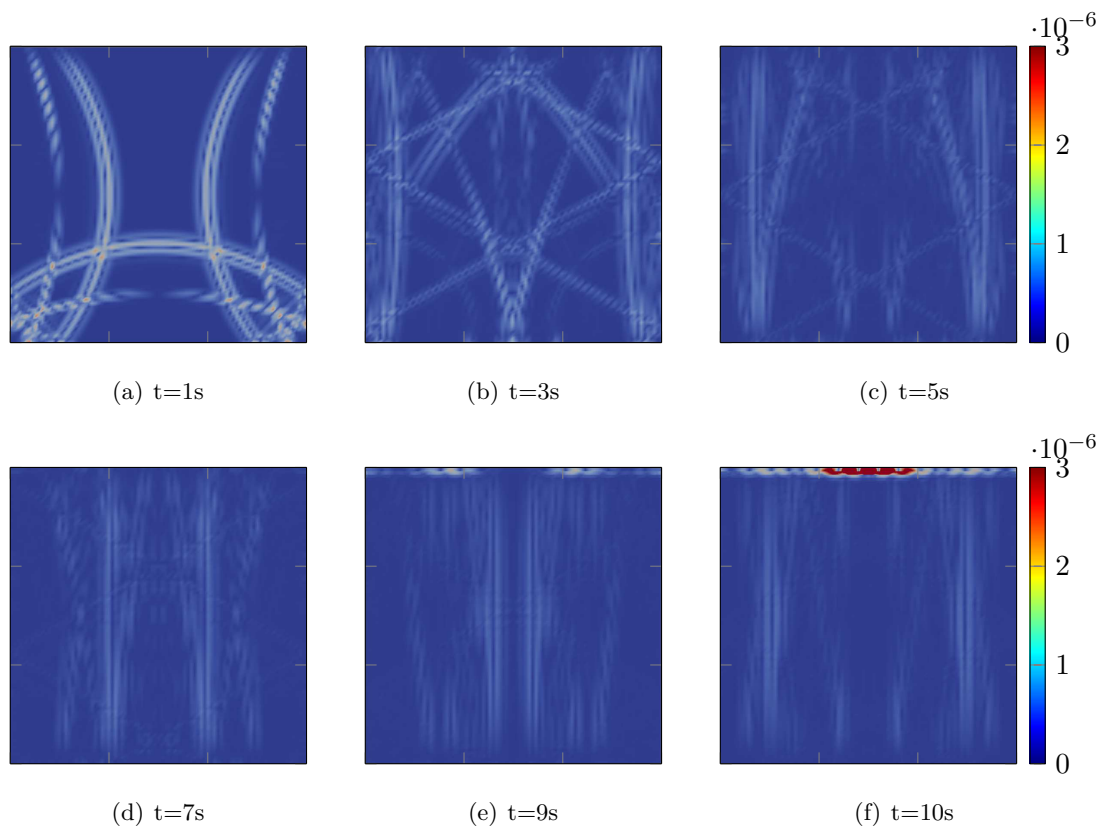 ·10⁻⁶
3
2
1
0
(a) t=1s
(b) t=3s
(c) t=5s
·10⁻⁶
3
2
1
0
(d) t=7s
(e) t=9s
(f) t=10s